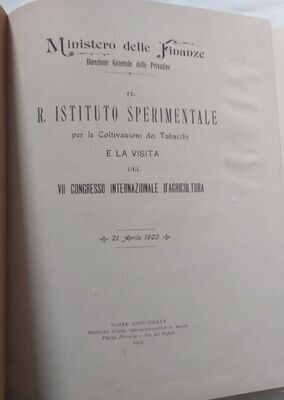 Ministero delle Finanze
Direzione Generale delle Privative
IL
R. ISTITUTO SPERIMENTALE
per le Coltivazioni dei Tabacchi
E LA VISITA
DEL
VII CONGRESSO INTERNAZIONALE D'AGRICOLTURA
21 Aprile 1903
TORRE ANNUNZIATA
1903